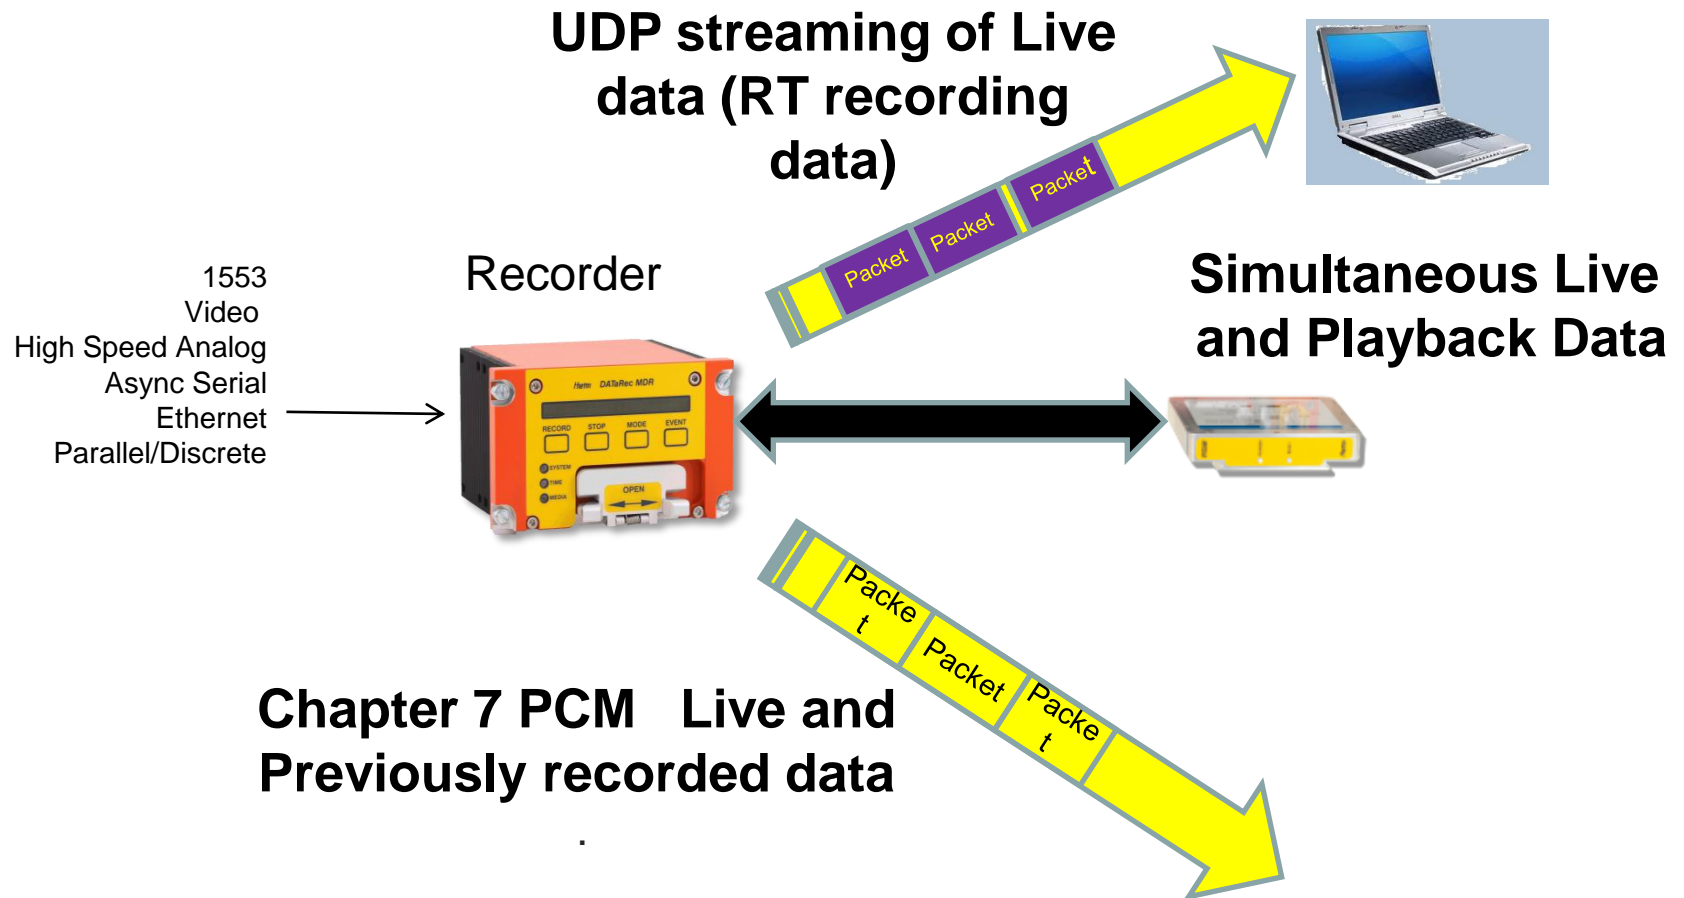 UDP streaming of Live
data (RT recording
data)
Packet
Packet
Packet
1553
Video
High Speed Analog
Async Serial
Ethernet
Parallel/Discrete
Recorder
DATaRec MDR
RECORD
STOP
MODE
EVENT
SYSTEM
TIME
MEDIA
OPEN
Simultaneous Live
and Playback Data
Packe
t
Packet
Packe
t
Chapter 7 PCM Live and
Previously recorded data
.